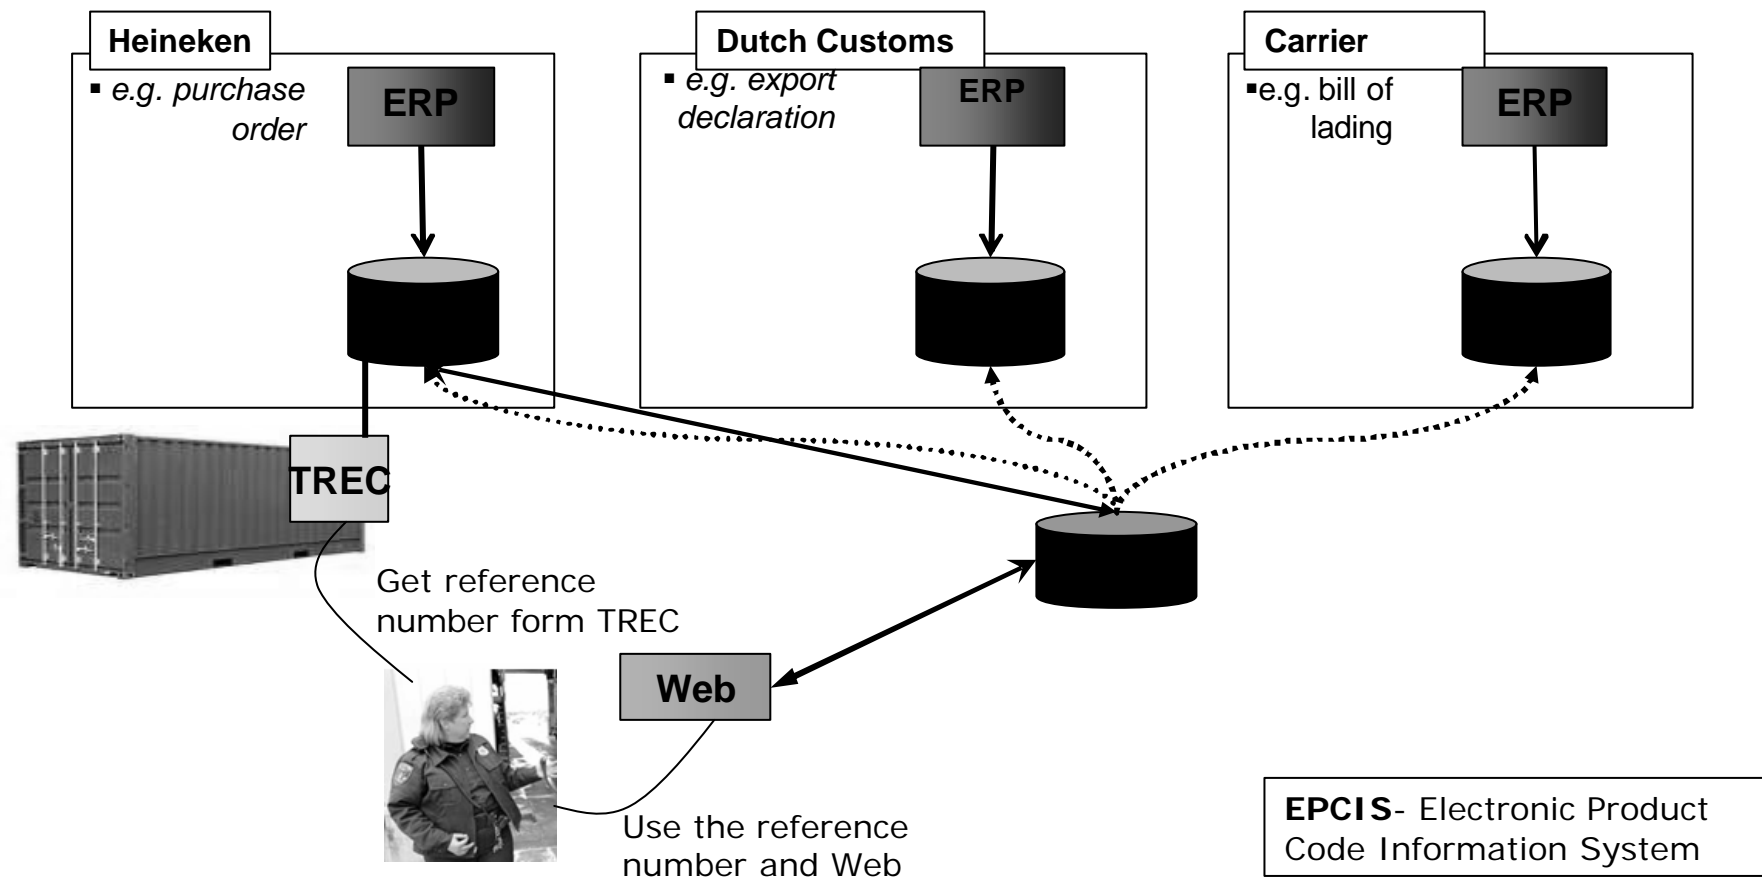 Heineken
▪ e.g. purchase
order
ERP
Dutch Customs
▪ e.g. export
declaration
ERP
Carrier
▪e.g. bill of
lading
ERP
TREC
Get reference
number form TREC
Web
Use the reference
number and Web
EPCIS- Electronic Product
Code Information System